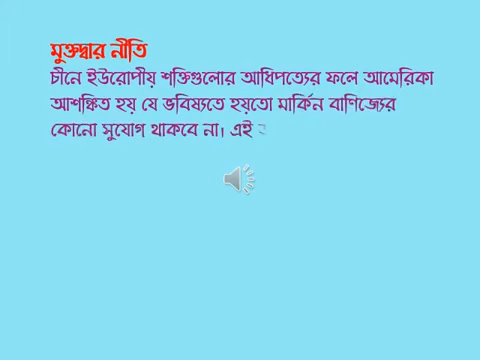 মুক্তদ্বার নীতি
চীনে ইউরোপীয় শক্তিগুলোর আধিপত্যের ফলে আমেরিকা
আশঙ্কিত হয় যে ভবিষ্যতে হয়তো মার্কিন বাণিজ্যের
কোনো সুযোগ থাকবে না। এই